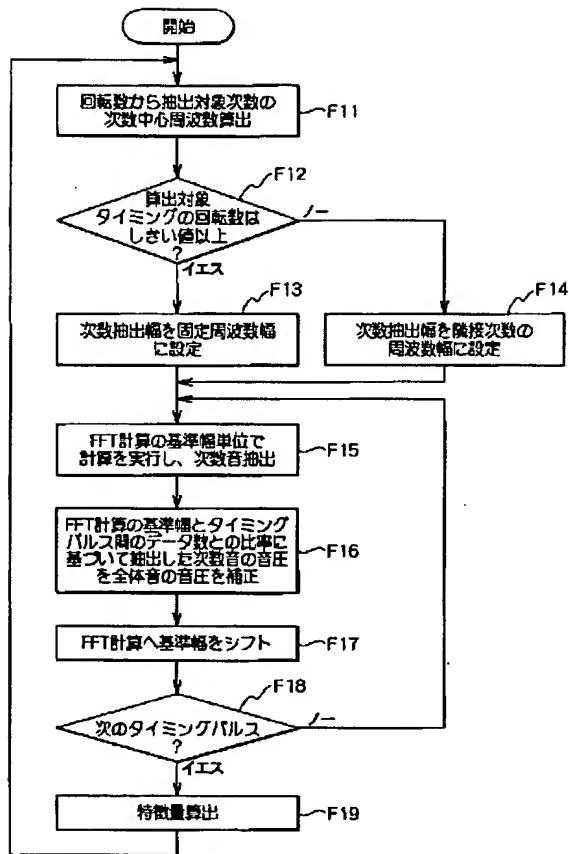 開始
回転数から抽出対象次数の
次数中心周波数算出
F11
算出対象
タイミングの回転数は
しきい値以上
?
F12
ノー
イエス
F13
次数抽出幅を固定周波数幅
に設定
F14
次数抽出幅を隣接次数の
周波数幅に設定
FFT計算の基準幅単位で
計算を実行し、次数音抽出
F15
FFT計算の基準幅とタイミング
パルス間のデータ数との比率に
基づいて抽出した次数音の音圧
を全体音の音圧を補正
F16
FFT計算へ基準幅をシフト
F17
F18
次のタイミングパルス
?
ノー
イエス
特徴量算出
F19